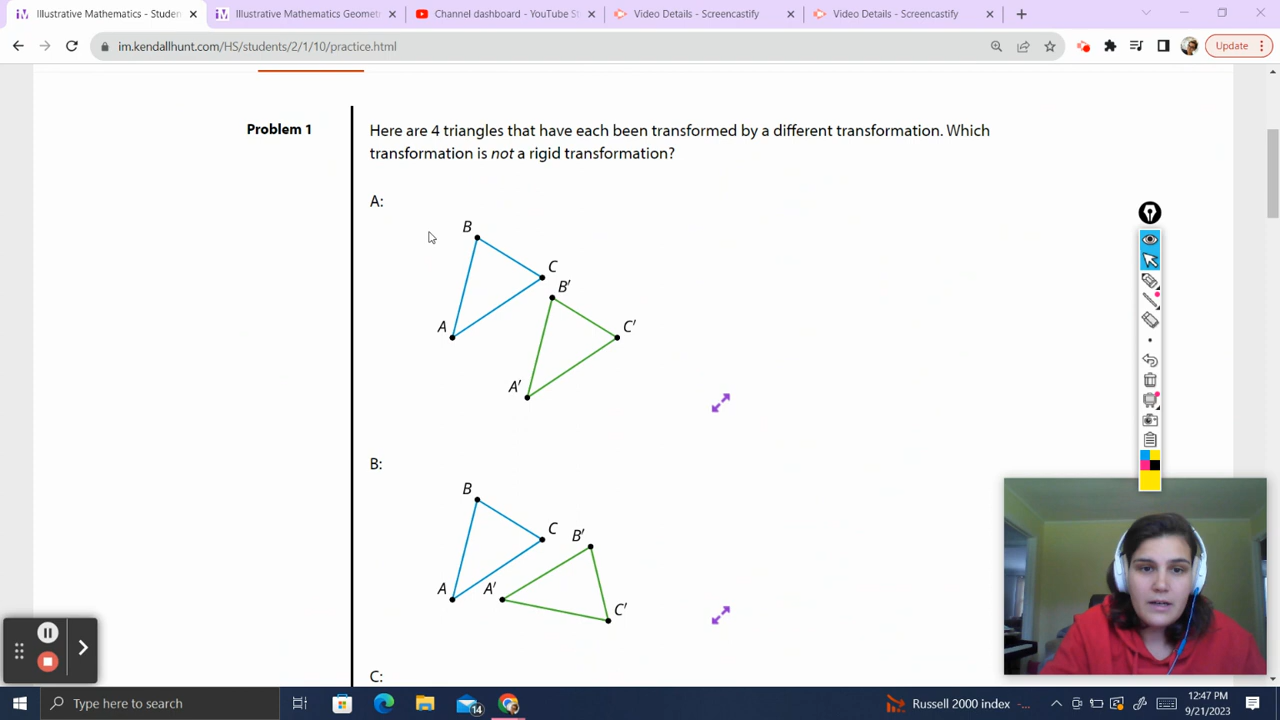 Illustrative Mathematics - Studen
Illustrative Mathematics Geomet
Channel dashboard - YouTube St
Video Details - Screencastify
Video Details - Screencastify
im.kendallhunt.com/HS/students/2/1/10/practice.html
Update
Problem 1
Here are 4 triangles that have each been transformed by a different transformation. Which
transformation is not a rigid transformation?
A:
B
C
B′
A
C′
A′
B:
B
C
B′
A
A′
C′
C:
Type here to search
14
Russell 2000 index
-...
12:47 PM
9/21/2023